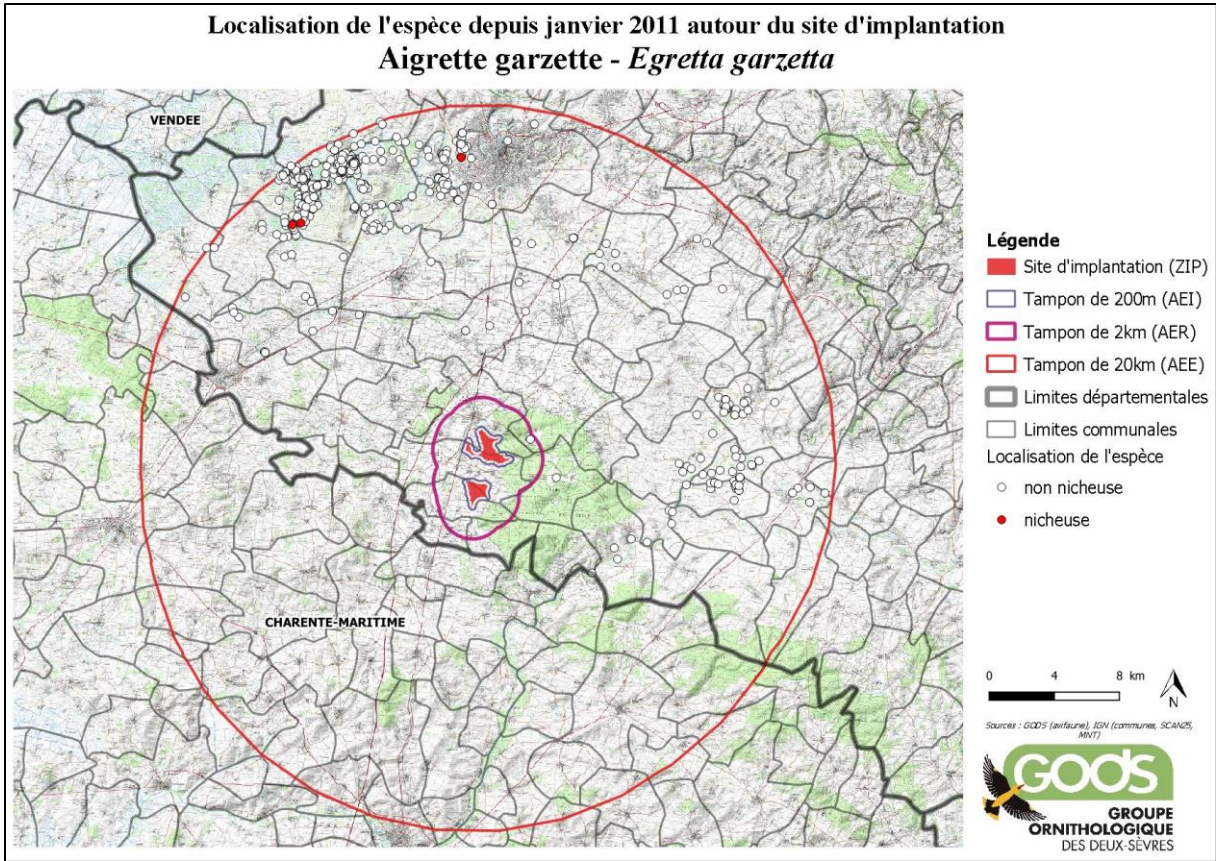 Localisation de l'espèce depuis janvier 2011 autour du site d'implantation
Aigrette garzette - Egretta garzetta
VENDEE
CHARENTE-MARITIME
Légende
Site d'implantation (ZIP)
Tampon de 200m (AEI)
Tampon de 2km (AER)
Tampon de 20km (AEE)
Limites départementales
Limites communales
Localisation de l'espèce
non nicheuse
nicheuse
0 4 8 km
N
Sources : GODS (avifaune), IGN (communes, SCAN25,
MNT)
GODS
GROUPE
ORNITHOLOGIQUE
DES DEUX-SÈVRES